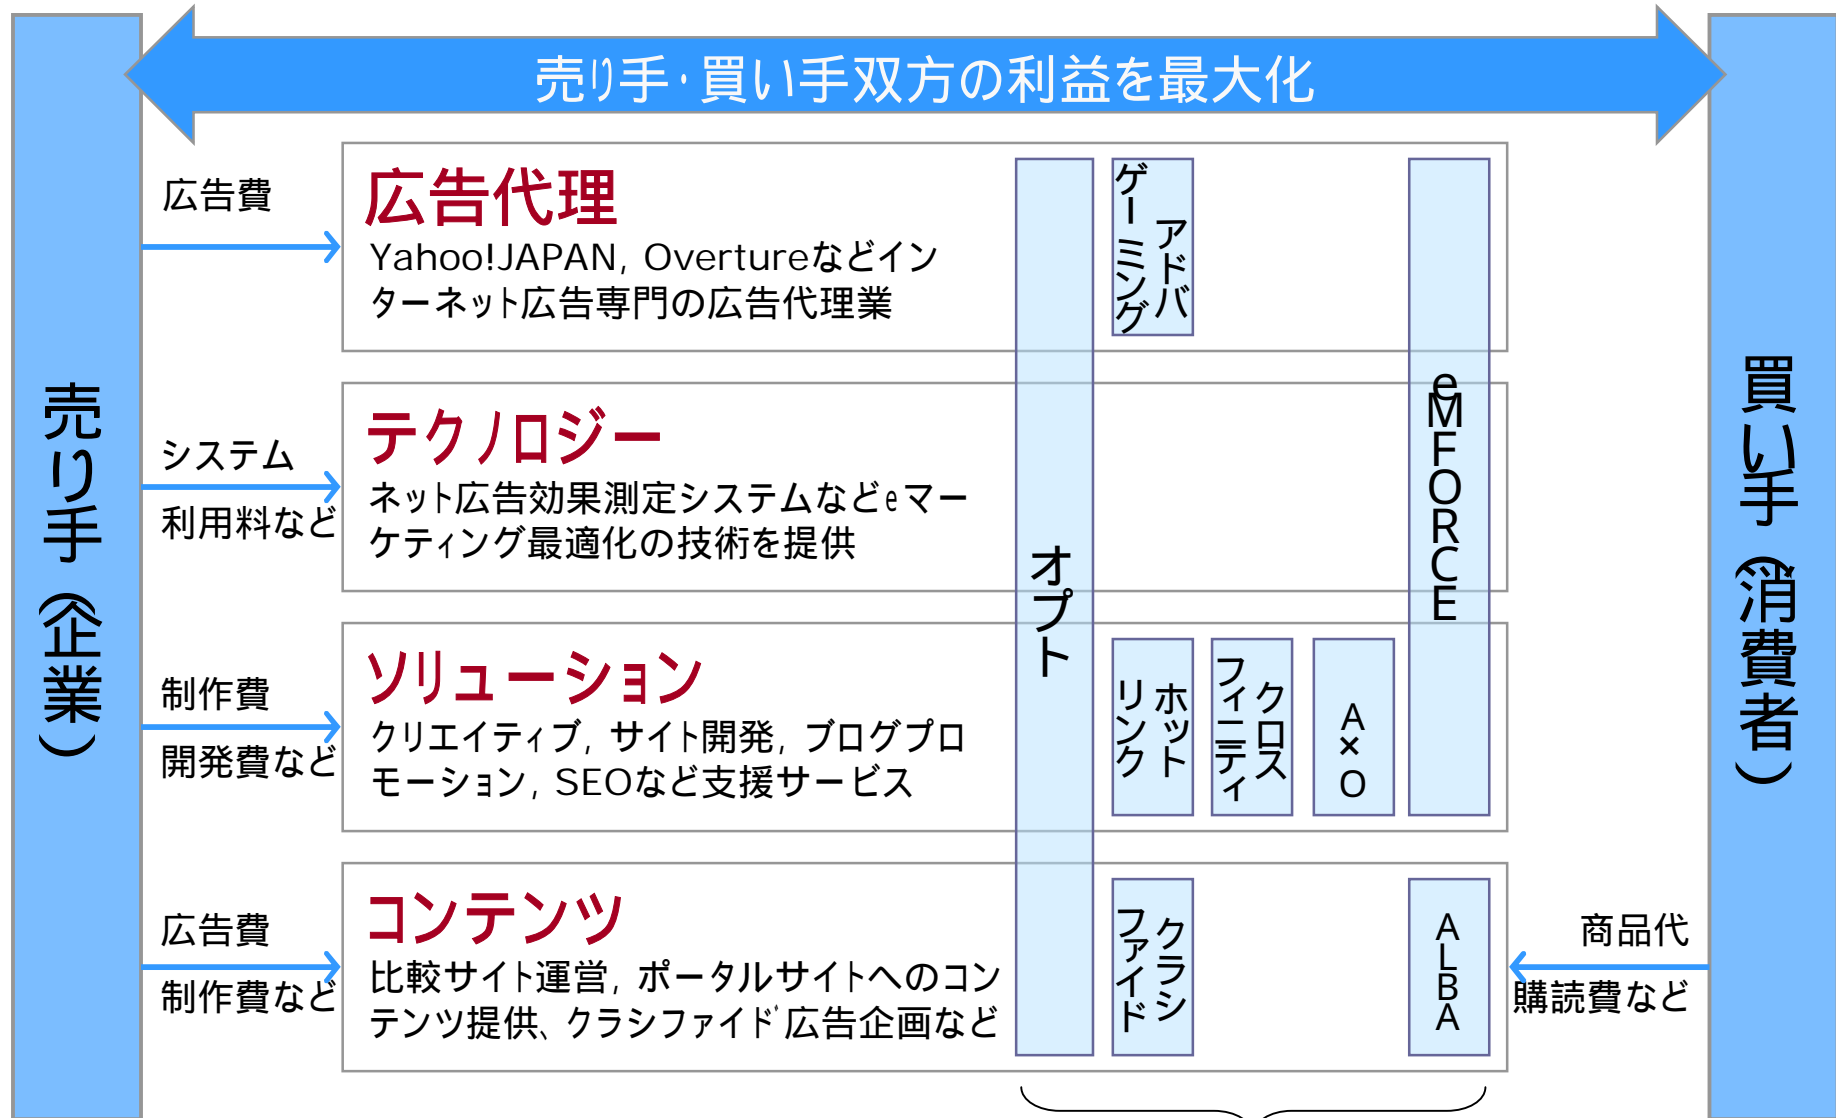 売り手・買い手双方の利益を最大化
売り手（企業）
買い手（消費者）
広告費
広告代理
Yahoo!JAPAN, Overtureなどイン
ターネット広告専門の広告代理業
アドバ
ゲーミング
システム
利用料など
テクノロジー
ネット広告効果測定システムなどeマー
ケティング最適化の技術を提供
オプト
eMFORCE
制作費
開発費など
ソリューション
クリエイティブ, サイト開発, ブログプロ
モーション, SEOなど支援サービス
ホット
リンク
クロス
フィニティ
A×O
広告費
制作費など
コンテンツ
比較サイト運営, ポータルサイトへのコン
テンツ提供、クラシファイド広告企画など
クラシ
ファイド
ALBA
商品代
購読費など